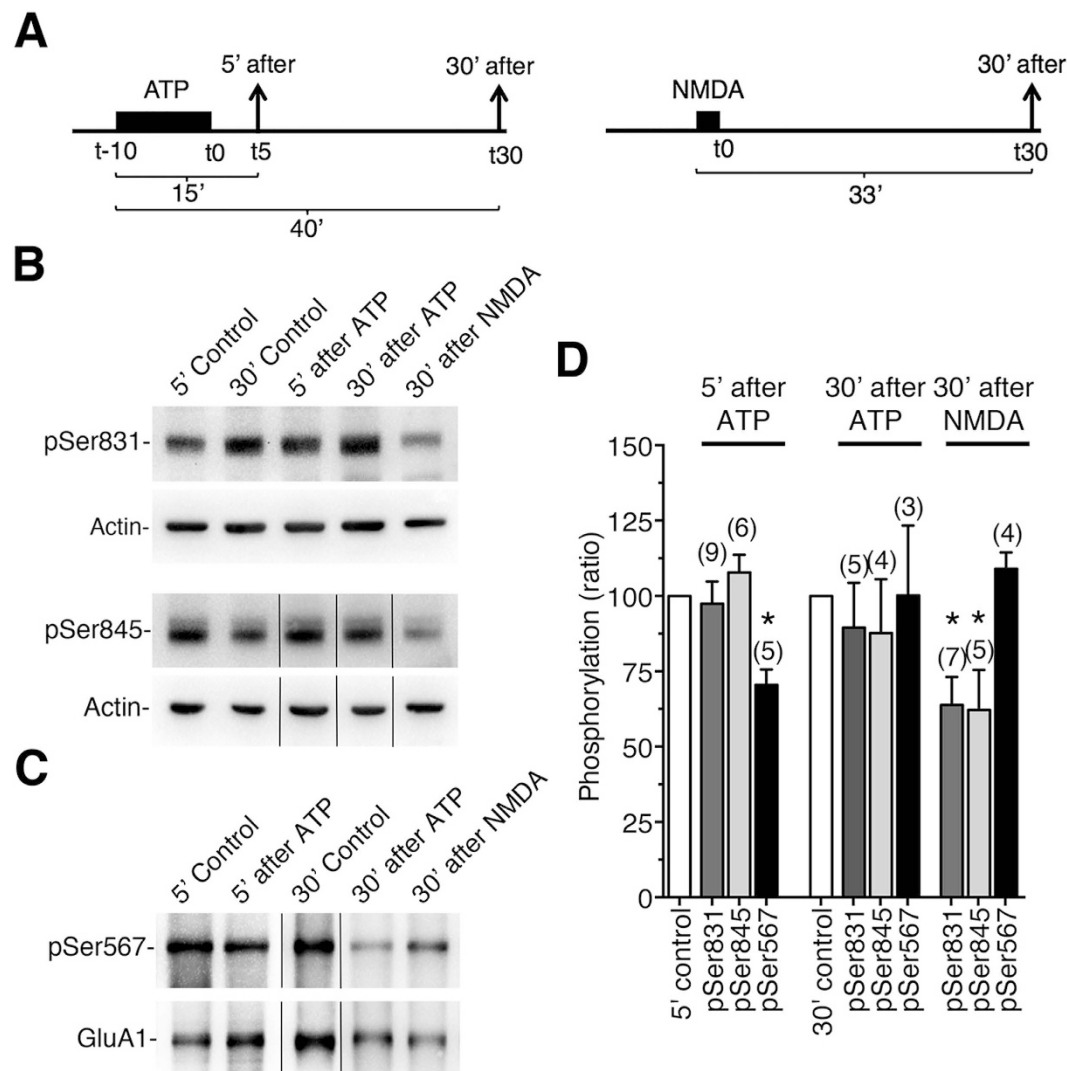 A
ATP
5’ after
30’ after
t-10
t0
t5
t30
15’
40’
NMDA
30’ after
t0
t30
33’
B
5’ Control
30’ Control
5’ after ATP
30’ after ATP
30’ after NMDA
pSer831-
Actin-
pSer845-
Actin-
C
5’ Control
5’ after ATP
30’ Control
30’ after ATP
30’ after NMDA
pSer567-
GluA1-
D
5’ after
ATP
30’ after
ATP
30’ after
NMDA
Phosphorylation (ratio)
150
125
100
75
50
25
0
(9)
(6)
*
(5)
(5)
(4)
(3)
*
(7)
*
(5)
(4)
5’ control
pSer831
pSer845
pSer567
30’ control
pSer831
pSer845
pSer567
pSer831
pSer845
pSer567